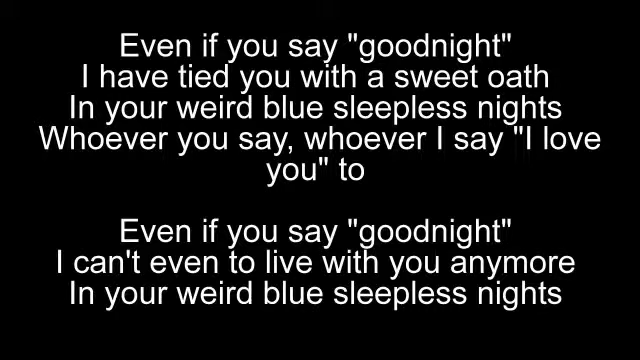 Even if you say "goodnight"
I have tied you with a sweet oath
In your weird blue sleepless nights
Whoever you say, whoever I say "I love
you" to
Even if you say "goodnight"
I can't even to live with you anymore
In your weird blue sleepless nights